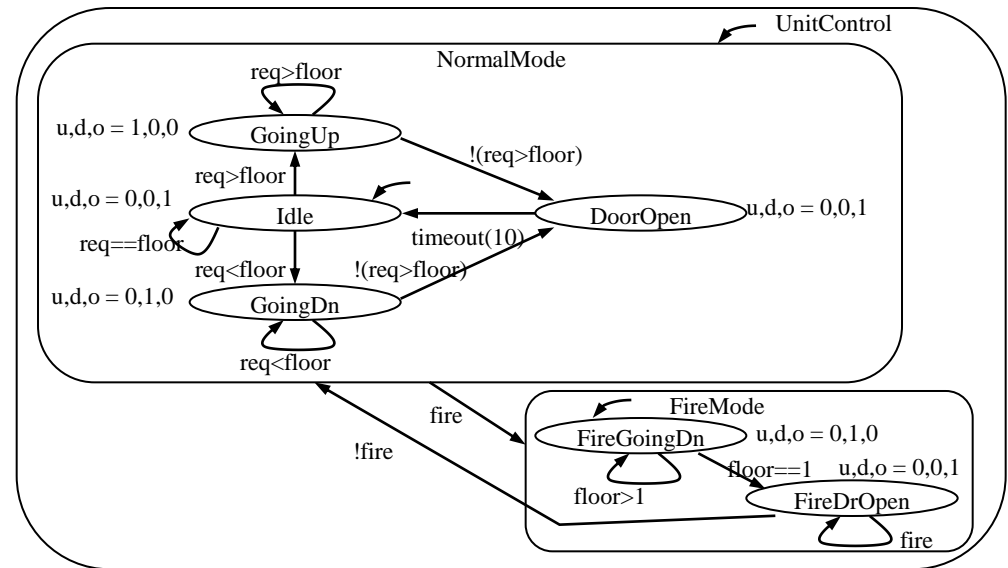 UnitControl
NormalMode
req>floor
u,d,o = 1,0,0
GoingUp
!(req>floor)
req>floor
u,d,o = 0,0,1
Idle
DoorOpen
u,d,o = 0,0,1
req==floor
timeout(10)
req<floor
!(req>floor)
u,d,o = 0,1,0
GoingDn
req<floor
fire
FireMode
!fire
FireGoingDn
u,d,o = 0,1,0
floor==1
u,d,o = 0,0,1
floor>1
FireDrOpen
fire